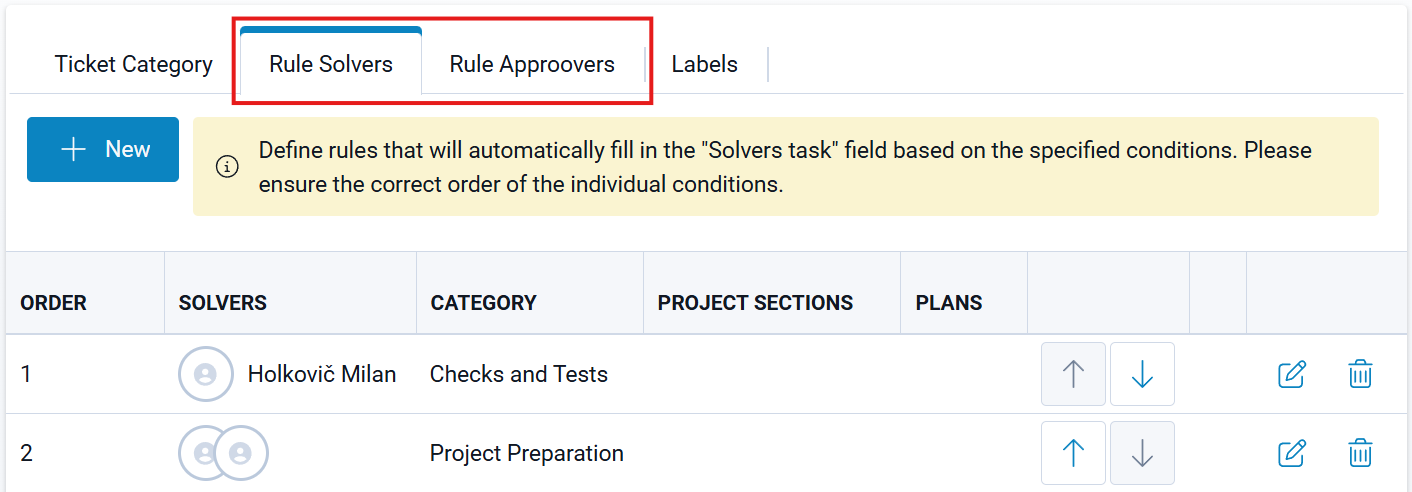 Ticket Category Rule Solvers Rule Approovers Labels
New
Define rules that will automatically fill in the "Solvers task" field based on the specified conditions. Please
ensure the correct order of the individual conditions.
ORDER SOLVERS CATEGORY PROJECT SECTIONS PLANS
1 Holkovič Milan Checks and Tests
2 Project Preparation